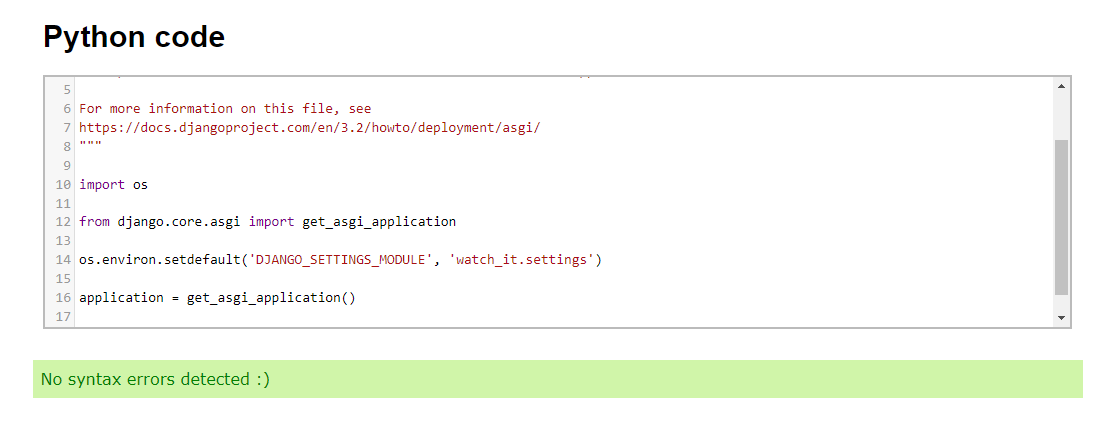 Python code
5
6 For more information on this file, see
7 https://docs.djangoproject.com/en/3.2/howto/deployment/asgi/
8 """
9
10 import os
11
12 from django.core.asgi import get_asgi_application
13
14 os.environ.setdefault('DJANGO_SETTINGS_MODULE', 'watch_it.settings')
15
16 application = get_asgi_application()
17
No syntax errors detected :)